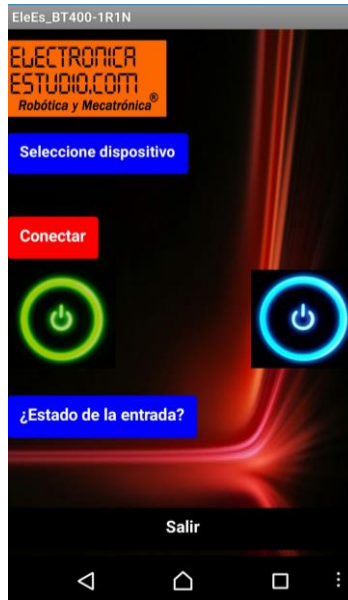 EleEs_BT400-1R1N
ELECTRONICA
ESTUDIO.COM
Robótica y Mecatrónica®
Seleccione dispositivo
Conectar
¿Estado de la entrada?
Salir